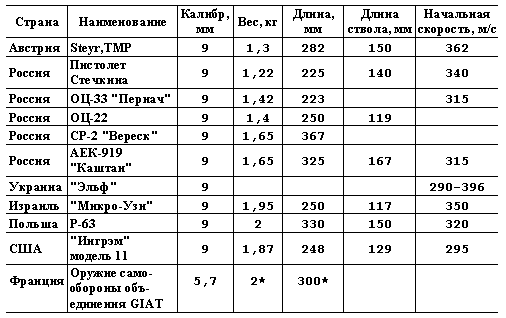 Страна Наименование Калибр, мм Вес, кг Длина, мм Длина ствола, мм Начальная скорость, м/с
Австрия Steyr,TMP 9 1,3 282 150 362
Россия Пистолет Стечкина 9 1,22 225 140 340
Россия ОЦ-33 "Пернач" 9 1,42 223 315
Россия ОЦ-22 9 1,4 250 119
Россия СР-2 "Вереск" 9 1,65 367
Россия АЕК-919 "Каштан" 9 1,65 325 167 315
Украина "Эльф" 9 290-396
Израиль "Микро-Узи" 9 1,95 250 117 350
Польша Р-63 9 2 330 150 320
США "Ингрэм" модель 11 9 1,87 248 129 295
Франция Оружие само- обороны объ- единения GIAT 5,7 2* 300*